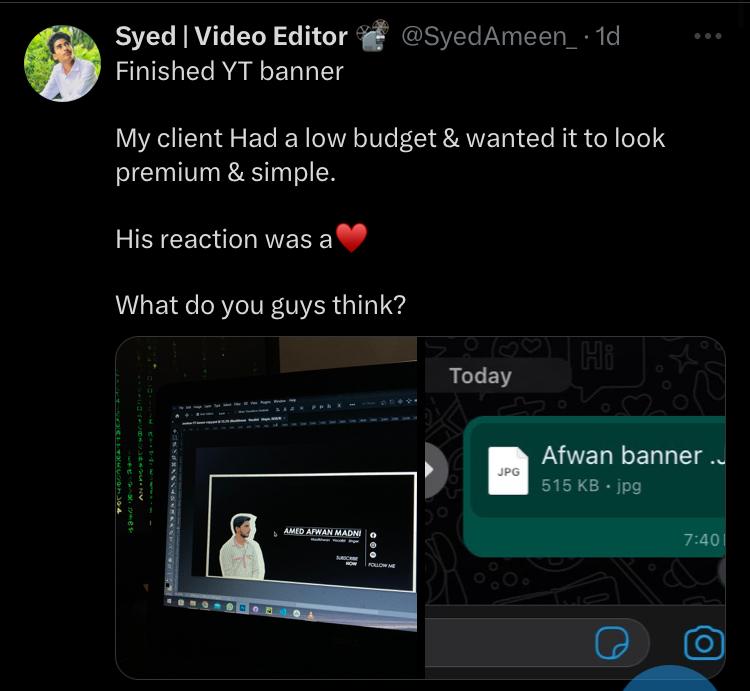 Syed | Video Editor 📽 @SyedAmeen_ · 1d
Finished YT banner
My client Had a low budget & wanted it to look
premium & simple.
His reaction was a♥️
What do you guys think?
AMED AFWAN MADNI
SUBSCRIBE
NOW
FOLLOW ME
Today
Hi
JPG
Afwan banner .J
515 KB • jpg
7:40